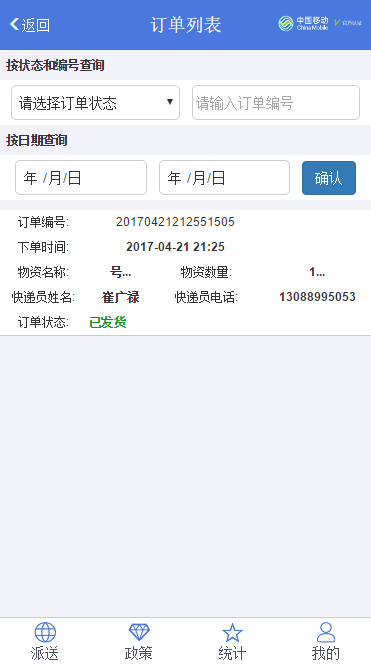 返回 订单列表 中国移动 China Mobile
按状态和编号查询
请选择订单状态 请输入订单编号
按日期查询
年 /月/日 年 /月/日 确认
订单编号: 20170421212551505
下单时间: 2017-04-21 21:25
物资名称: 号... 物资数量: 1...
快递员姓名: 崔广禄 快递员电话: 13088995053
订单状态: 已发货
派送 政策 统计 我的